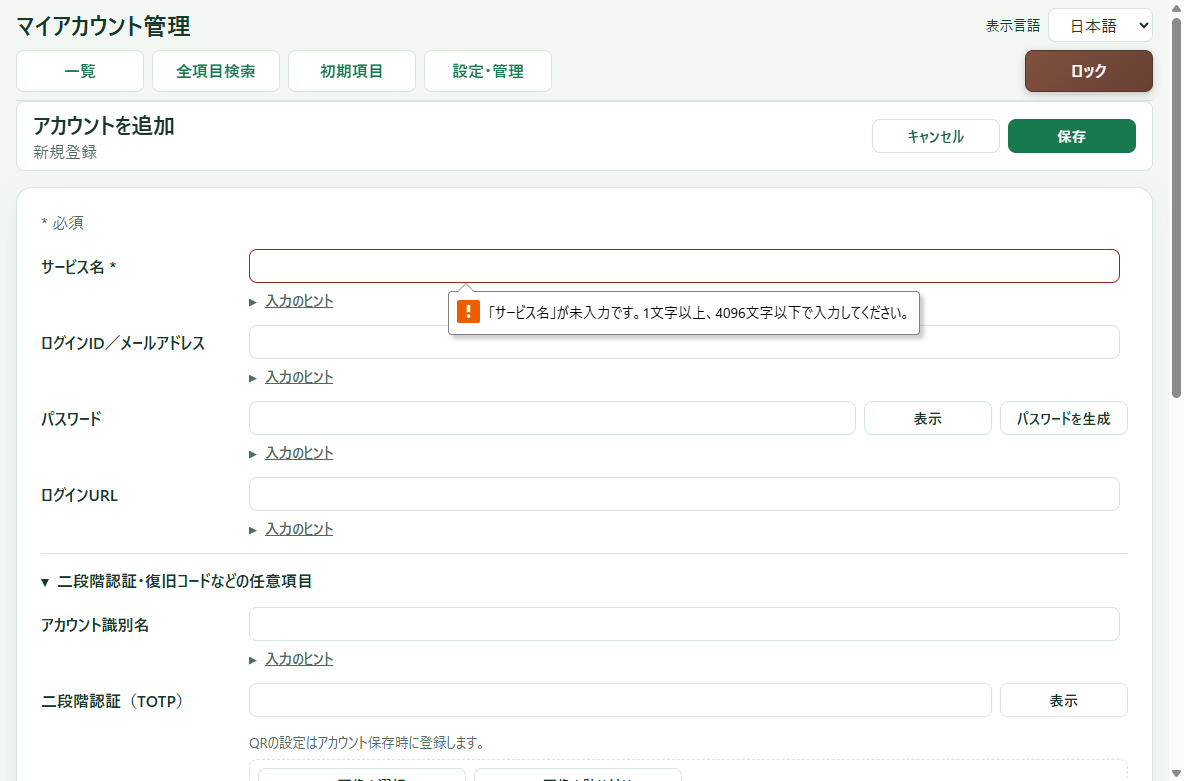 マイアカウント管理
表示言語 日本語
一覧 全項目検索 初期項目 設定・管理 ロック
アカウントを追加
新規登録
キャンセル 保存
* 必須
サービス名 *
入力のヒント
「サービス名」が未入力です。1文字以上、4096文字以下で入力してください。
ログインID／メールアドレス
入力のヒント
パスワード 表示 パスワードを生成
入力のヒント
ログインURL
入力のヒント
二段階認証・復旧コードなどの任意項目
アカウント識別名
入力のヒント
二段階認証（TOTP） 表示
QRの設定はアカウント保存時に登録します。